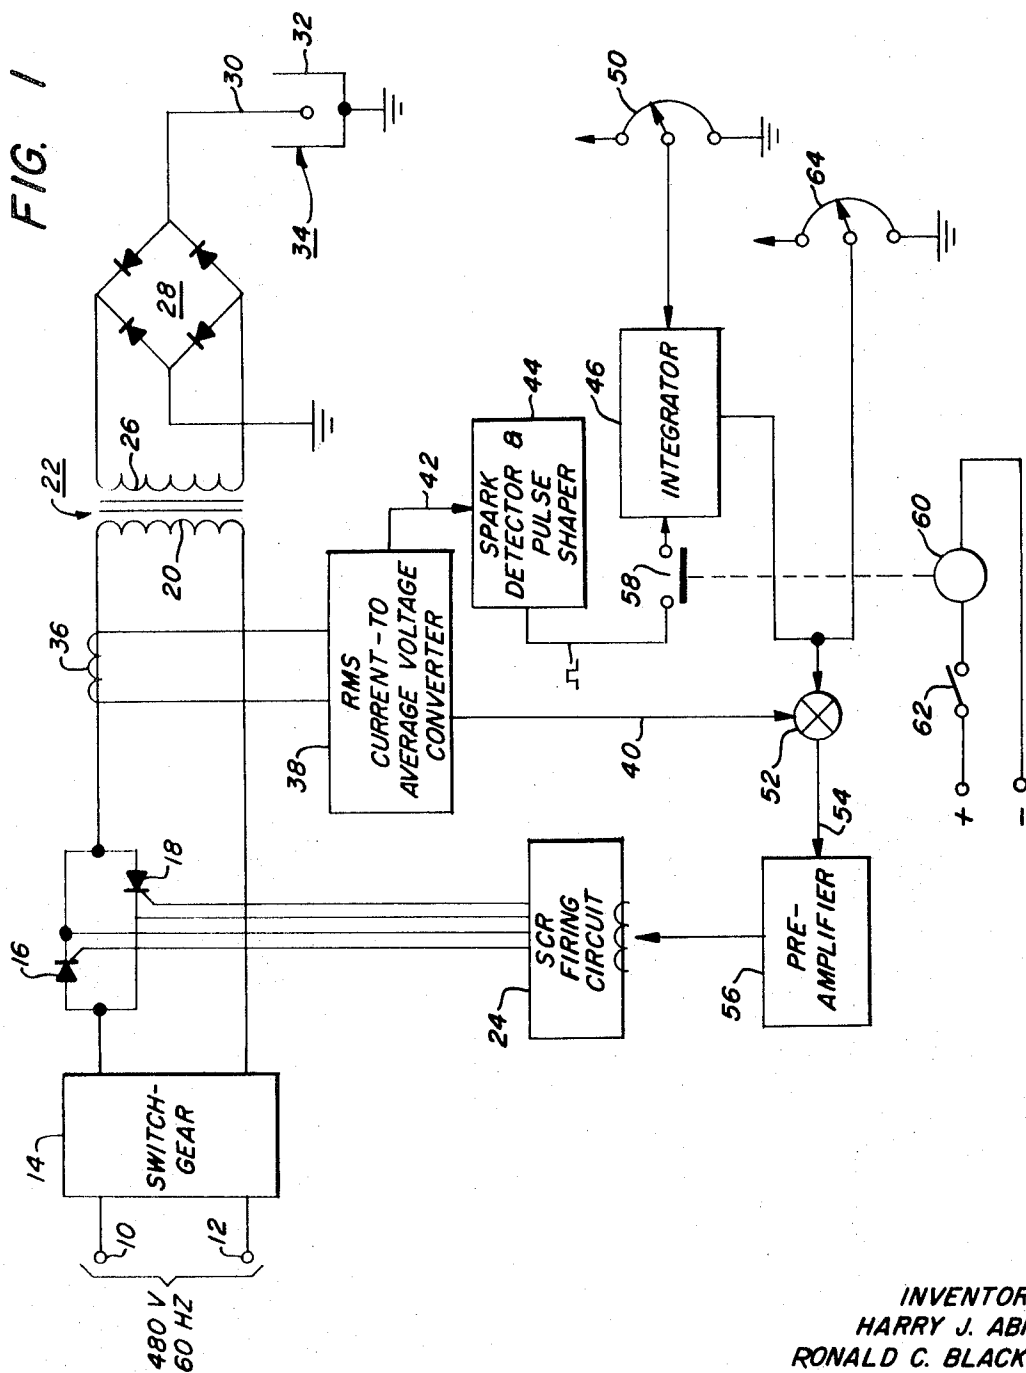 FIG. 1
480 V
60 HZ
10
12
14
SWITCH-
GEAR
16
18
36
20
22
26
28
30
32
34
38
RMS
CURRENT-TO
AVERAGE VOLTAGE
CONVERTER
42
44
SPARK
DETECTOR &
PULSE
SHAPER
46
INTEGRATOR
50
64
58
24
SCR
FIRING
CIRCUIT
40
52
54
56
PRE-
AMPLIFIER
60
62
+
-
INVENTOR
HARRY J. AB
RONALD C. BLACK